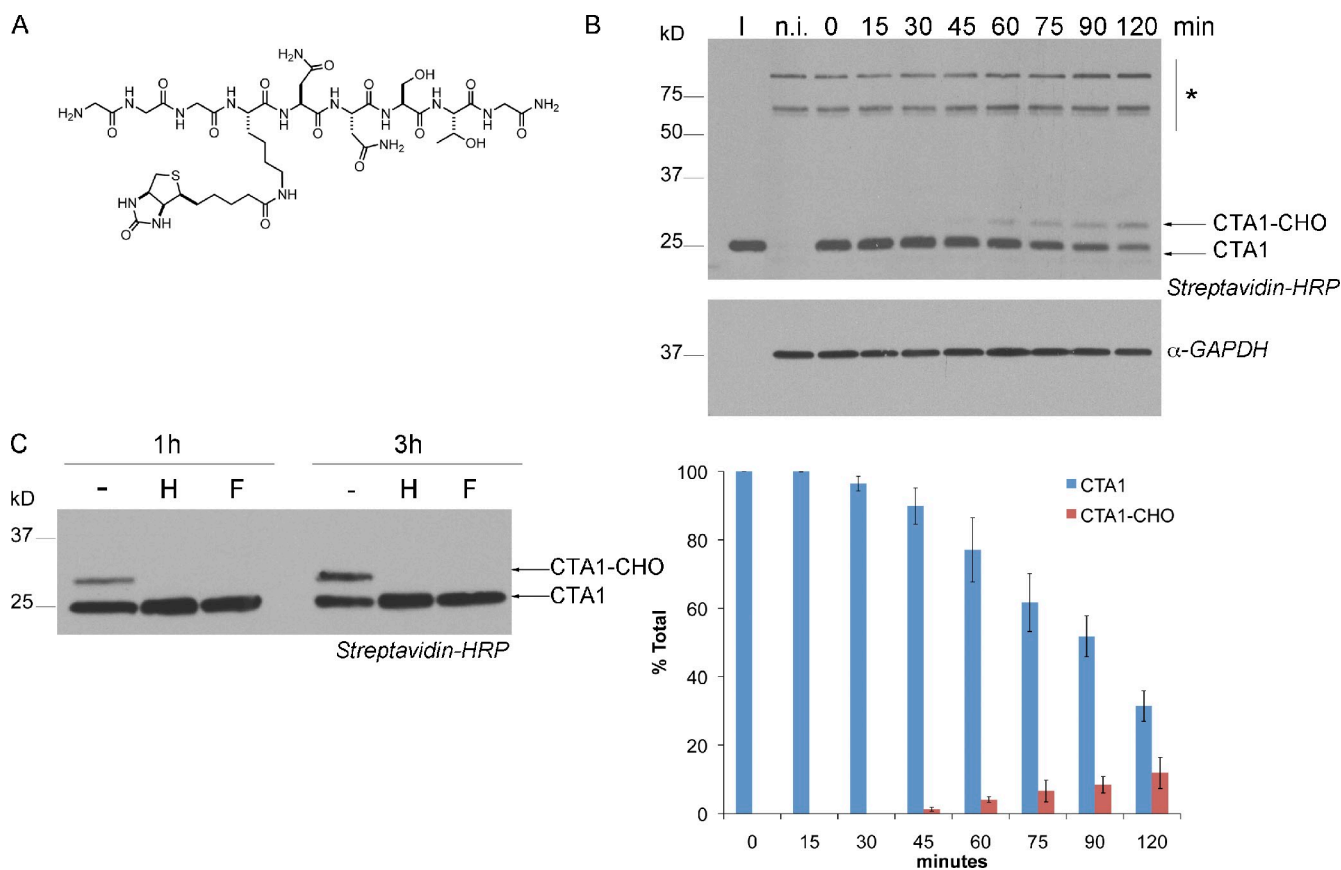 A
H2N
O
H
N
O
N
H
O
H
N
O
H2N
O
N
H
O
H
N
O
NH2
OH
N
H
O
H
N
OH
O
N
H
O
NH2
S
HN
NH
O
O
NH
B
kD
I n.i. 0 15 30 45 60 75 90 120 min
75
50
37
25
*
CTA1-CHO
CTA1
Streptavidin-HRP
37
α-GAPDH
C
1h 3h
kD
- H F - H F
37
25
CTA1-CHO
CTA1
Streptavidin-HRP
% Total
100
80
60
40
20
0
CTA1
CTA1-CHO
0 15 30 45 60 75 90 120
minutes